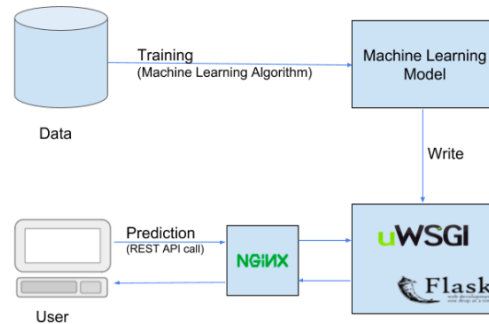 Training
(Machine Learning Algorithm)
Machine Learning
Model
Data
Write
Prediction
(REST API call)
NGiNX
uWSGI
Flask
User